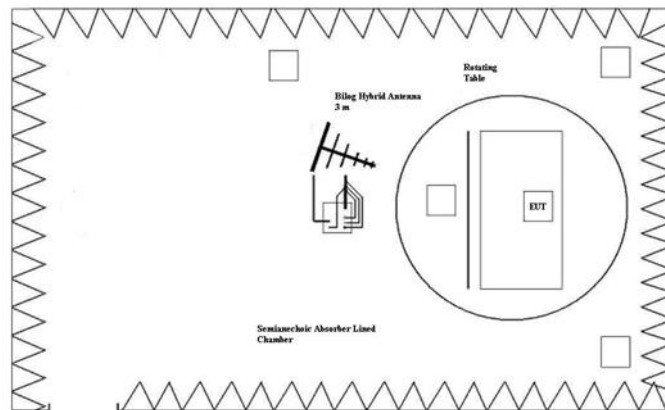 Rotating
Table
Bilog Hybrid Antenna
3 m
EUT
Semianechoic Absorber Lined
Chamber